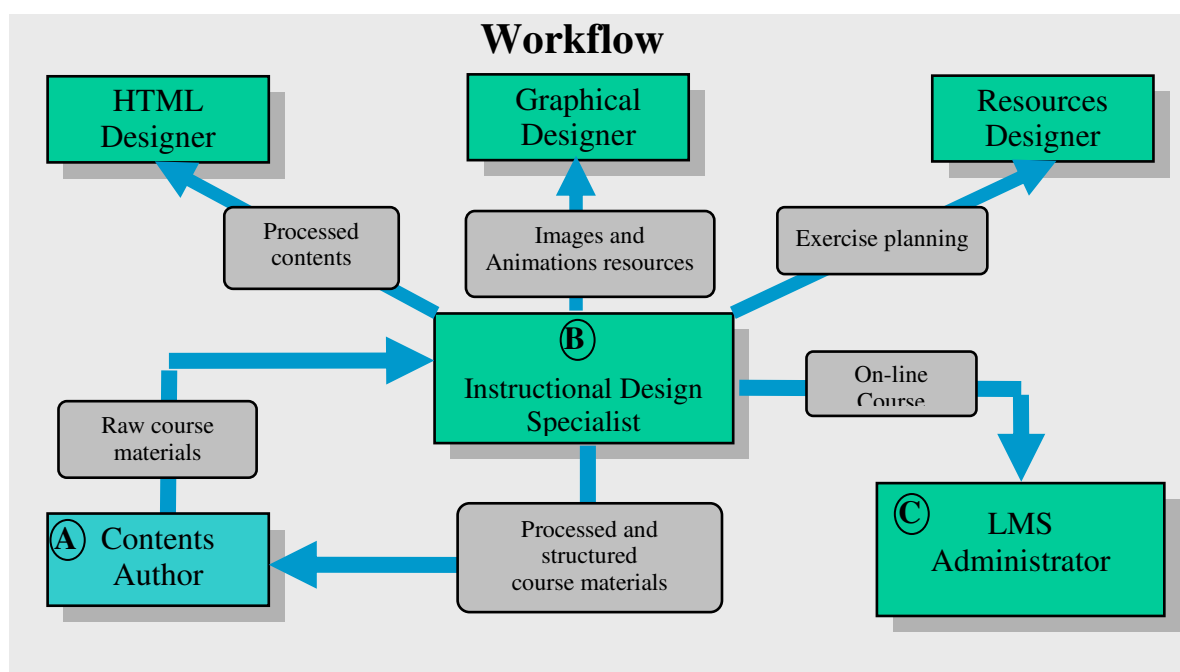 Workflow
HTML
Designer
Graphical
Designer
Resources
Designer
Processed
contents
Images and
Animations resources
Exercise planning
B
Instructional Design
Specialist
On-line
Course
Raw course
materials
A Contents
Author
Processed and
structured
course materials
C LMS
Administrator